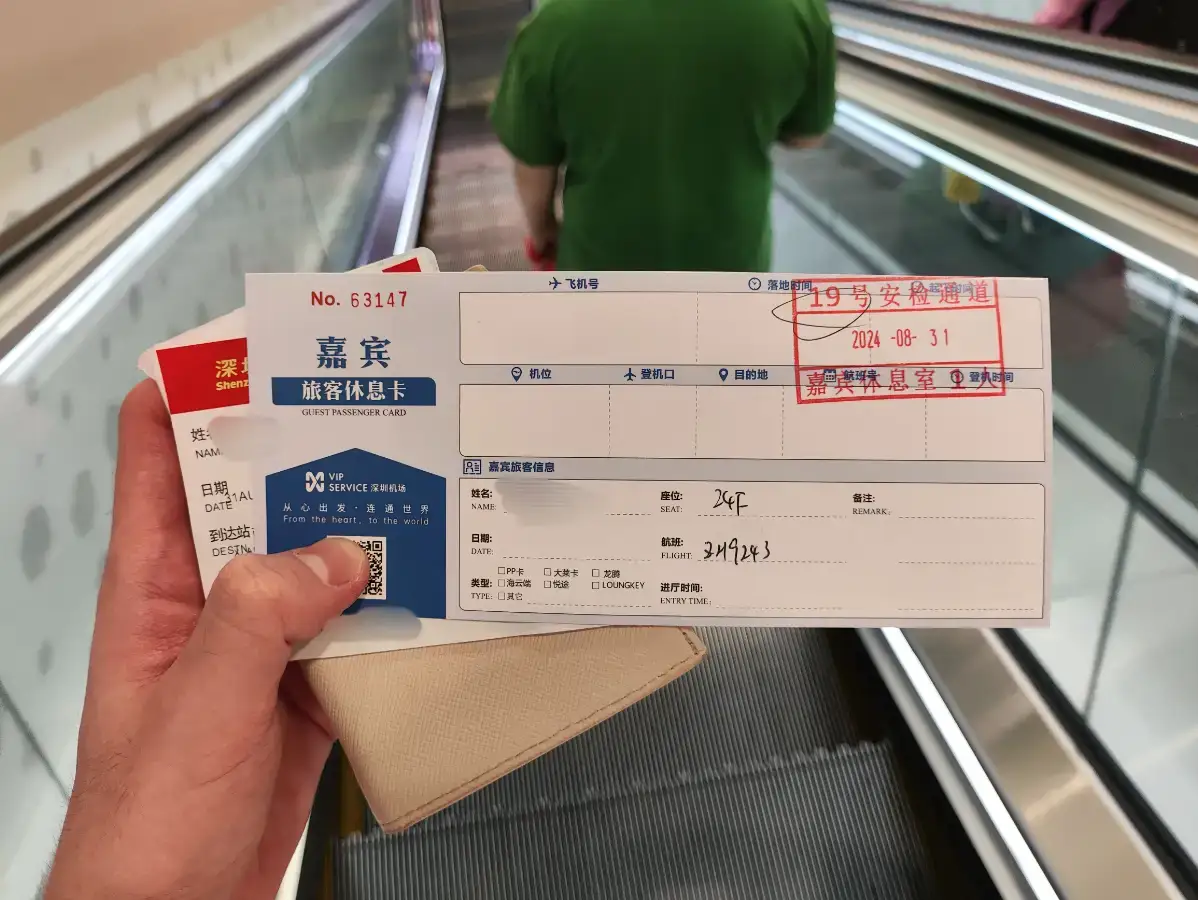 No. 63147
嘉宾
旅客休息卡
GUEST PASSENGER CARD
VIP
SERVICE 深圳机场
从心出发·连通世界
From the heart, to the world
飞机号
落地时间
机位
登机口
目的地
航班号
登机时间
19号安检通道
2024-08-31
嘉宾休息室
嘉宾旅客信息
姓名:
NAME:
座位:
SEAT:
24F
备注:
REMARK:
日期:
DATE:
航班:
FLIGHT:
ZH9243
类型:
TYPE:
PP卡
大莱卡
龙腾
海云端
悦途
LOUNGKEY
其它
进厅时间:
ENTRY TIME:
深
Shenz
姓
NAM
日期
DATE
31AU
到达站
DESTIN